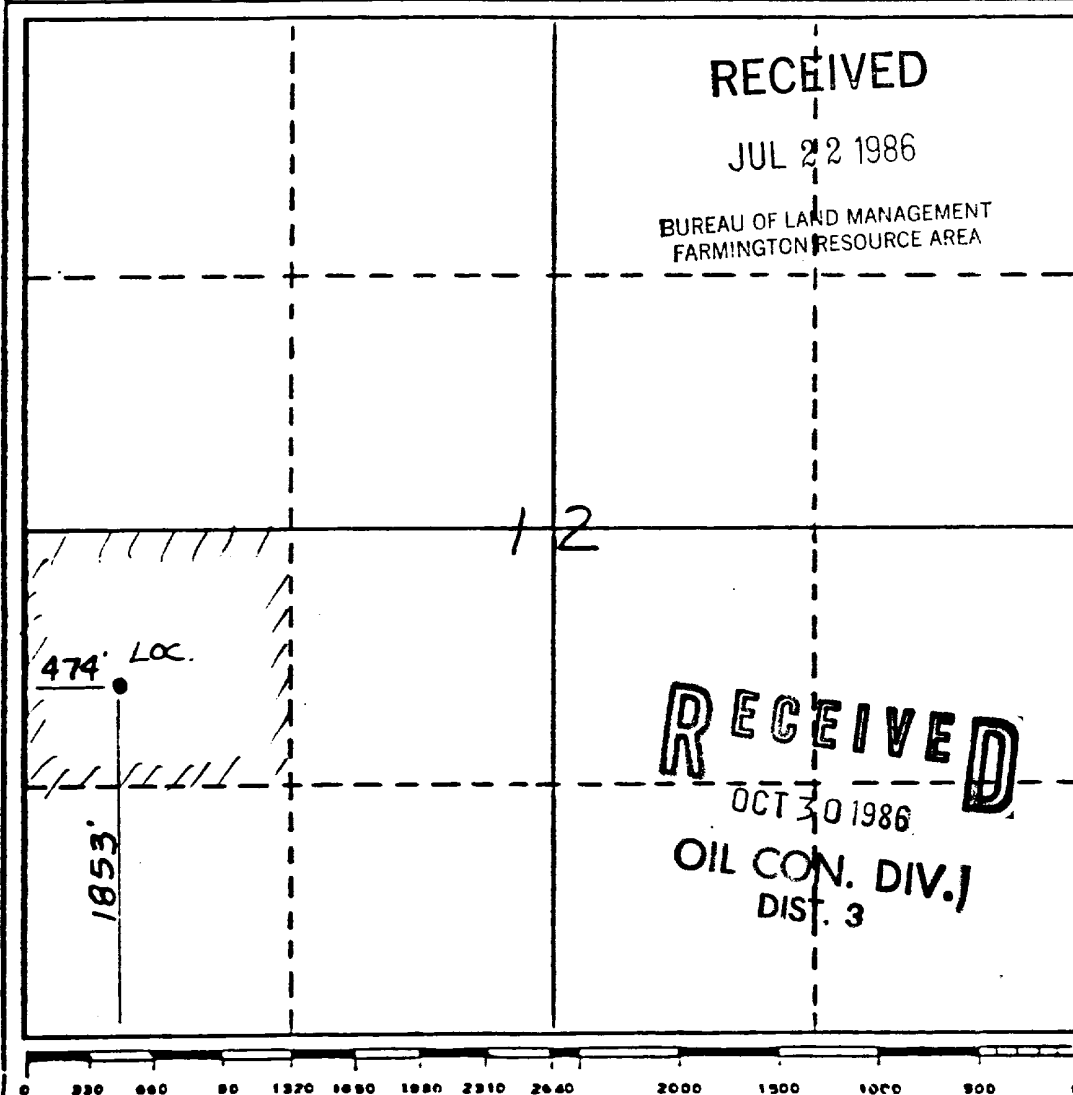 RECEIVED
JUL 22 1986
BUREAU OF LAND MANAGEMENT
FARMINGTON RESOURCE AREA
12
474' LOC.
1853'
RECEIVED
OCT 30 1986
OIL CON. DIV.
DIST. 3
0 330 660 90 1320 1650 1980 2310 2640 2000 1500 1000 500